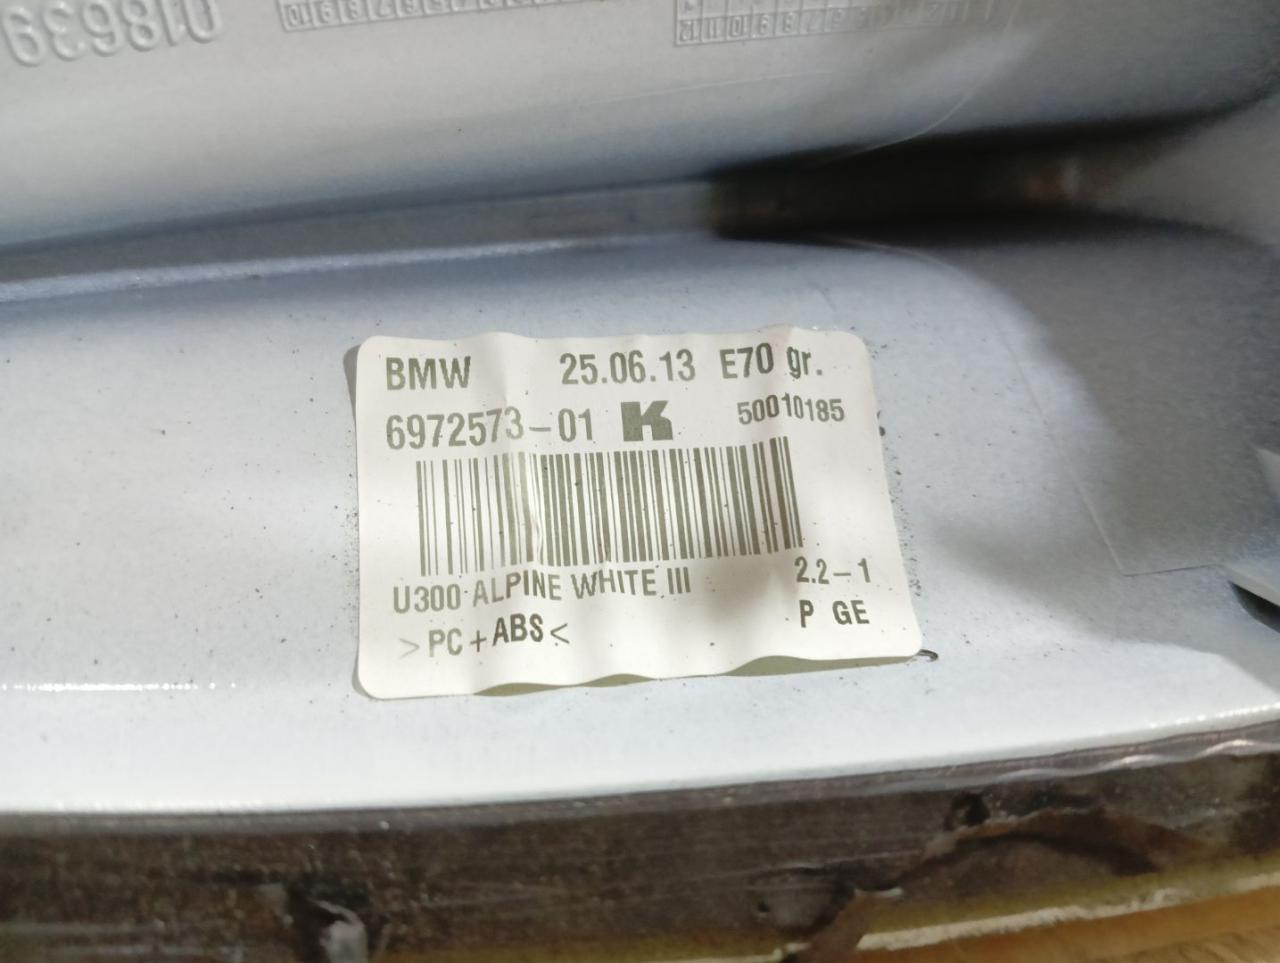 018639
BMW 25.06.13 E70 gr.
6972573-01 K 50010185
U300 ALPINE WHITE III 2.2-1
>PC+ABS< P GE